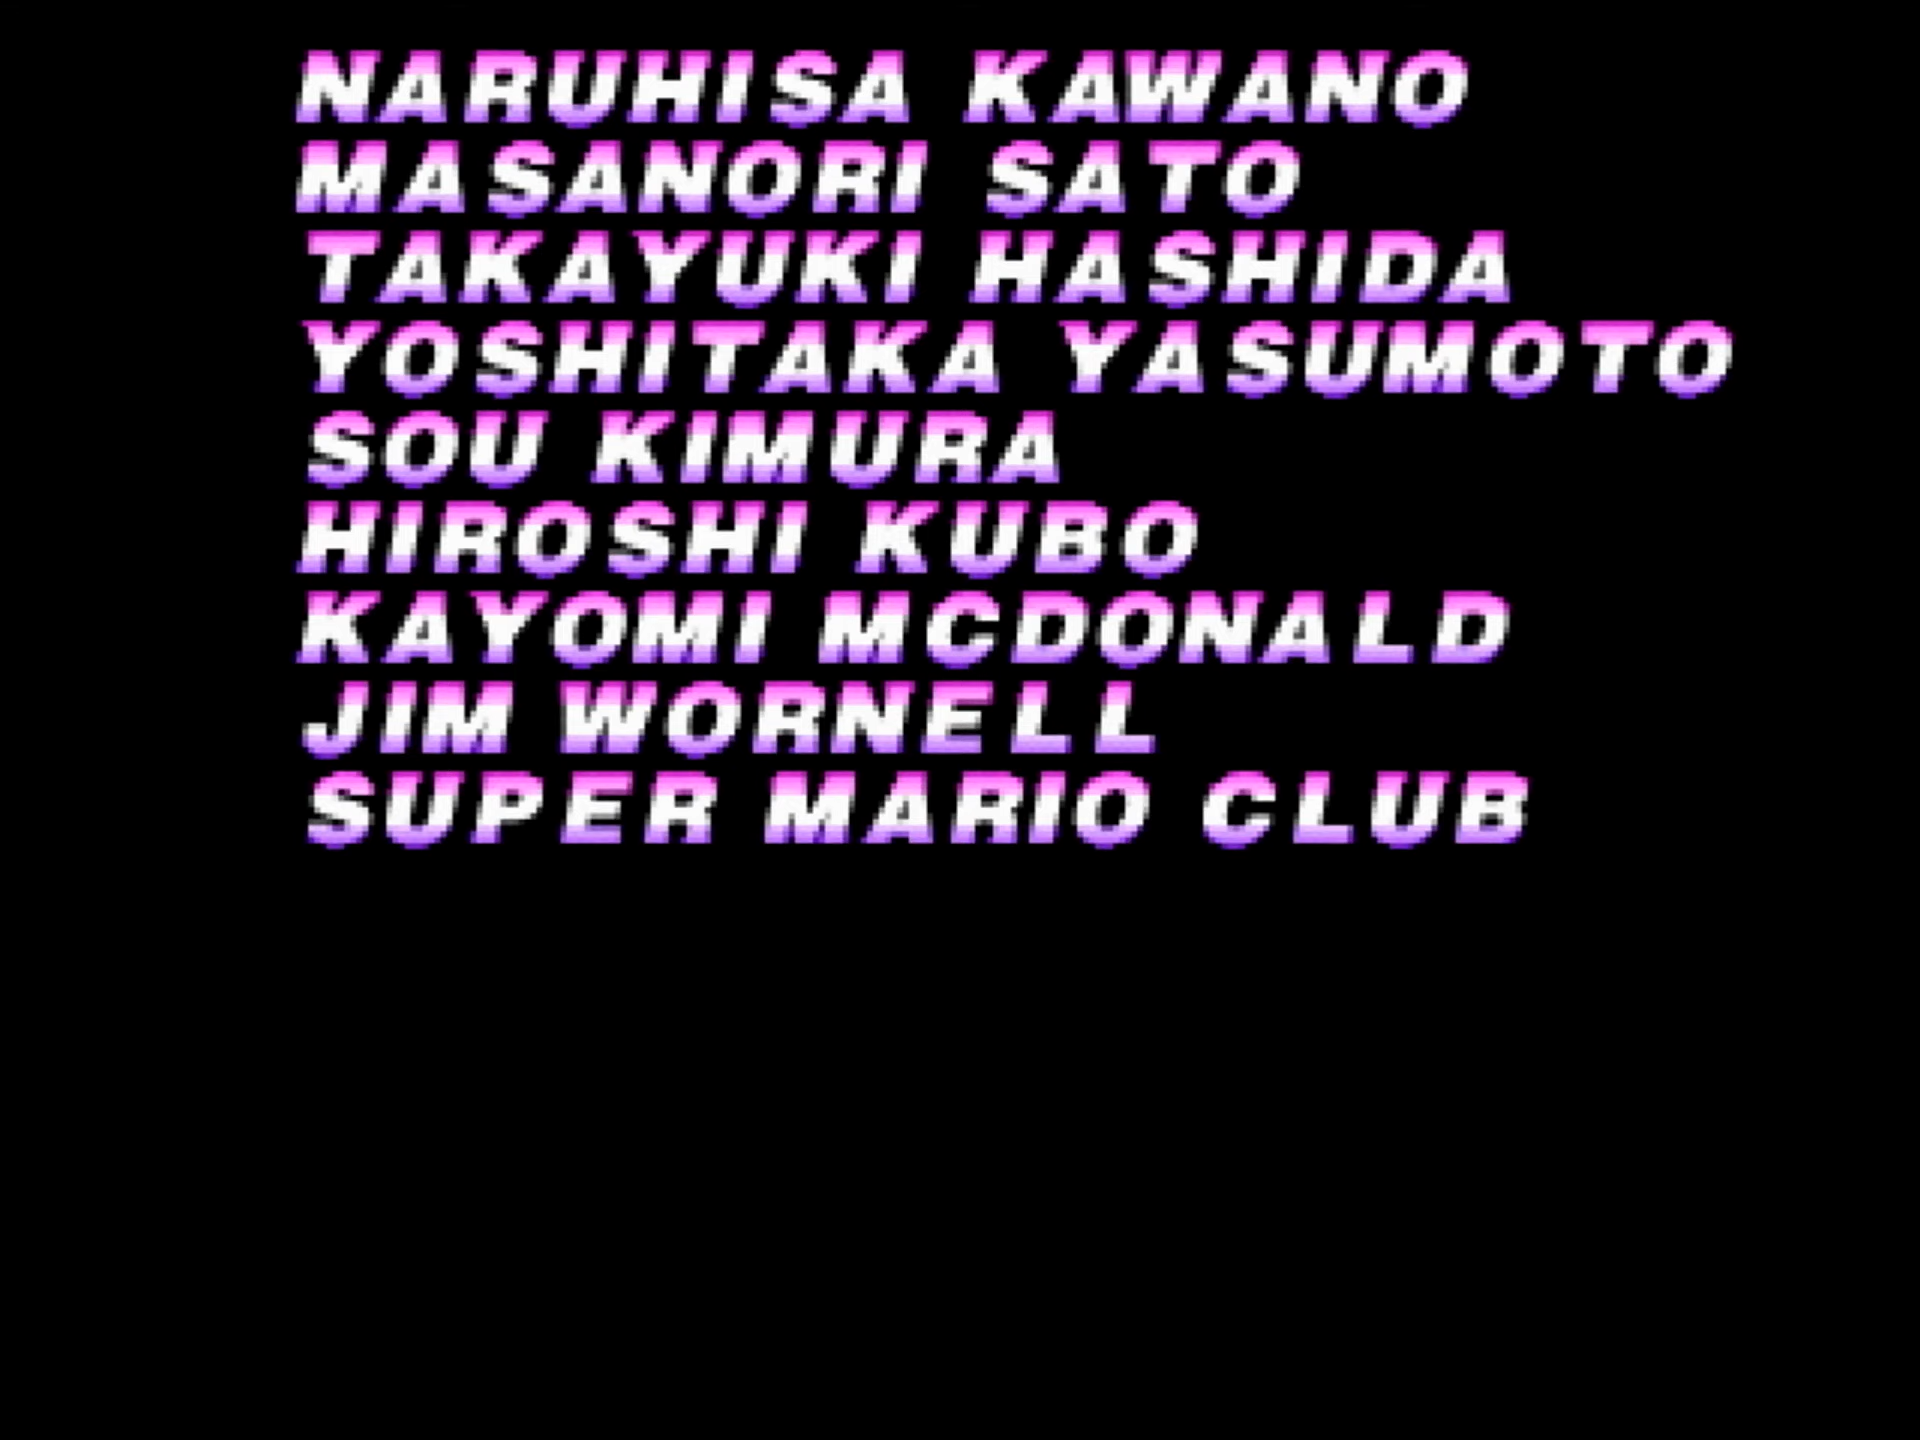 NARUHISA KAWANO
MASANORI SATO
TAKAYUKI HASHIDA
YOSHITAKA YASUMOTO
SOU KIMURA
HIROSHI KUBO
KAYOMI MCDONALD
JIM WORNELL
SUPER MARIO CLUB